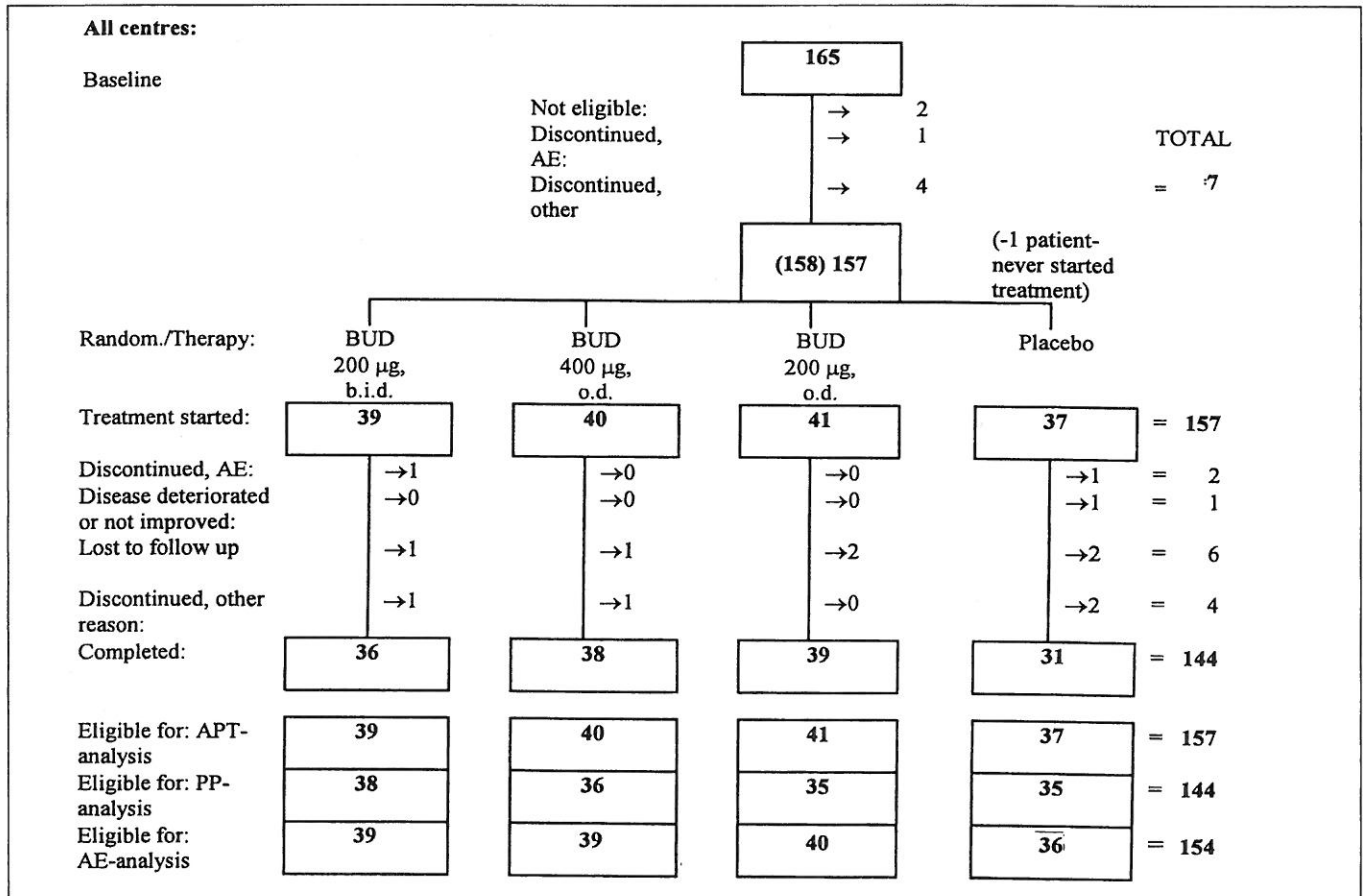 All centres:
Baseline
165
Not eligible: → 2
Discontinued, → 1 TOTAL
AE:
Discontinued, → 4 = 7
other
(158) 157
(-1 patient-
never started
treatment)
Random./Therapy: BUD BUD BUD Placebo
200 µg, 400 µg, 200 µg,
b.i.d. o.d. o.d.
Treatment started: 39 40 41 37 = 157
Discontinued, AE: →1 →0 →0 →1 = 2
Disease deteriorated →0 →0 →0 →1 = 1
or not improved:
Lost to follow up →1 →1 →2 →2 = 6
Discontinued, other →1 →1 →0 →2 = 4
reason:
Completed: 36 38 39 31 = 144
Eligible for: APT- 39 40 41 37 = 157
analysis
Eligible for: PP- 38 36 35 35 = 144
analysis
Eligible for: 39 39 40 36 = 154
AE-analysis